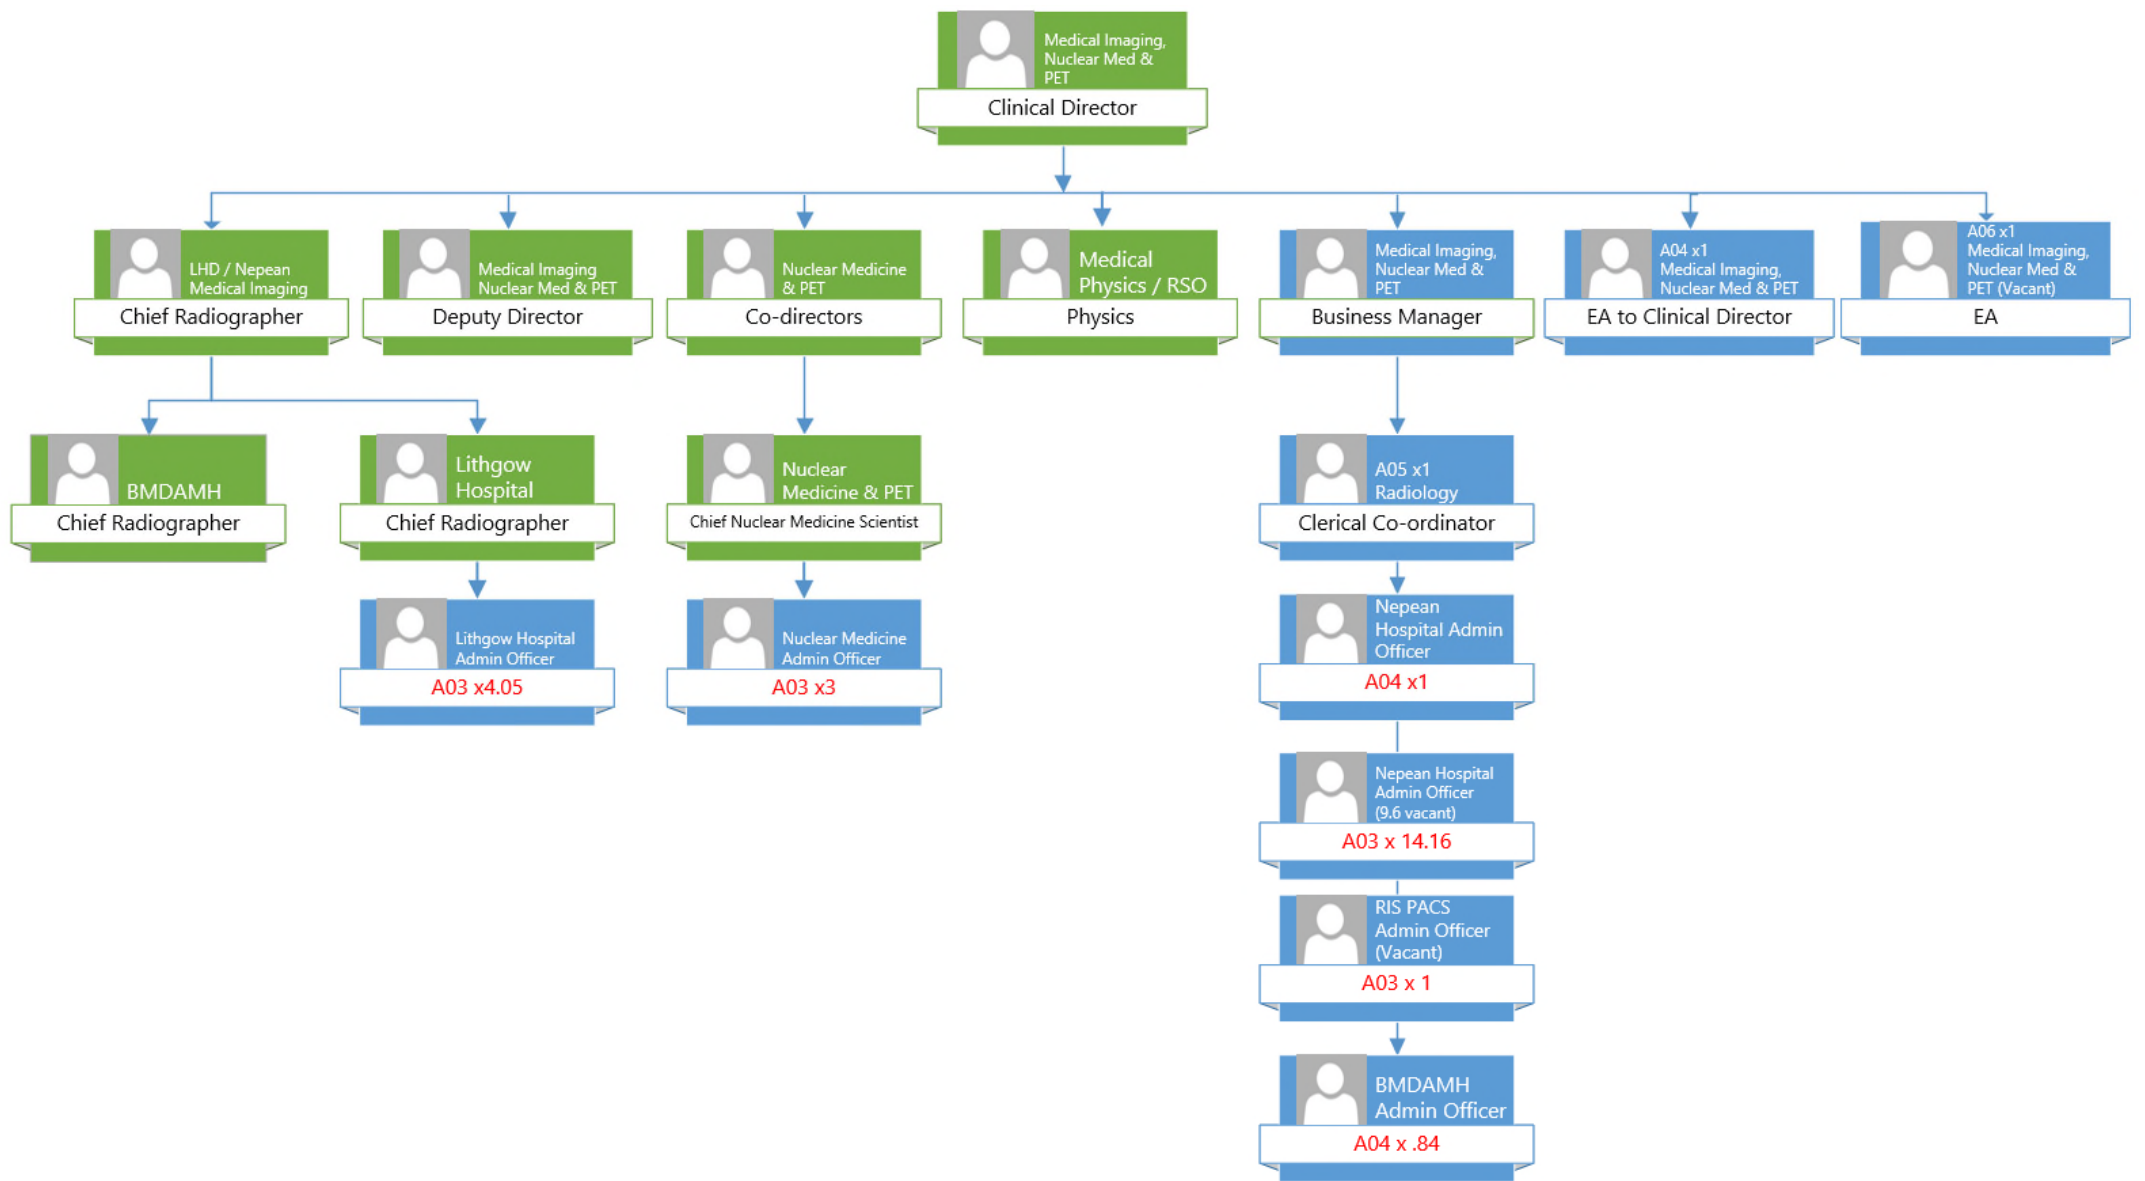 Medical Imaging,
Nuclear Med &
PET
Clinical Director
LHD / Nepean
Medical Imaging
Chief Radiographer
Medical Imaging
Nuclear Med & PET
Deputy Director
Nuclear Medicine
& PET
Co-directors
Medical
Physics / RSO
Physics
Medical Imaging,
Nuclear Med &
PET
Business Manager
A04 x1
Medical Imaging,
Nuclear Med & PET
EA to Clinical Director
A06 x1
Medical Imaging,
Nuclear Med &
PET (Vacant)
EA
BMDAMH
Chief Radiographer
Lithgow
Hospital
Chief Radiographer
Nuclear
Medicine & PET
Chief Nuclear Medicine Scientist
A05 x1
Radiology
Clerical Co-ordinator
Lithgow Hospital
Admin Officer
A03 x4.05
Nuclear Medicine
Admin Officer
A03 x3
Nepean
Hospital Admin
Officer
A04 x1
Nepean Hospital
Admin Officer
(9.6 vacant)
A03 x 14.16
RIS PACS
Admin Officer
(Vacant)
A03 x 1
BMDAMH
Admin Officer
A04 x .84